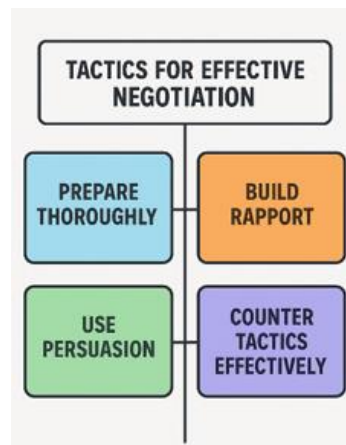 TACTICS FOR EFFECTIVE
NEGOTIATION
PREPARE
THOROUGHLY
BUILD
RAPPORT
USE
PERSUASION
COUNTER
TACTICS
EFFECTIVELY